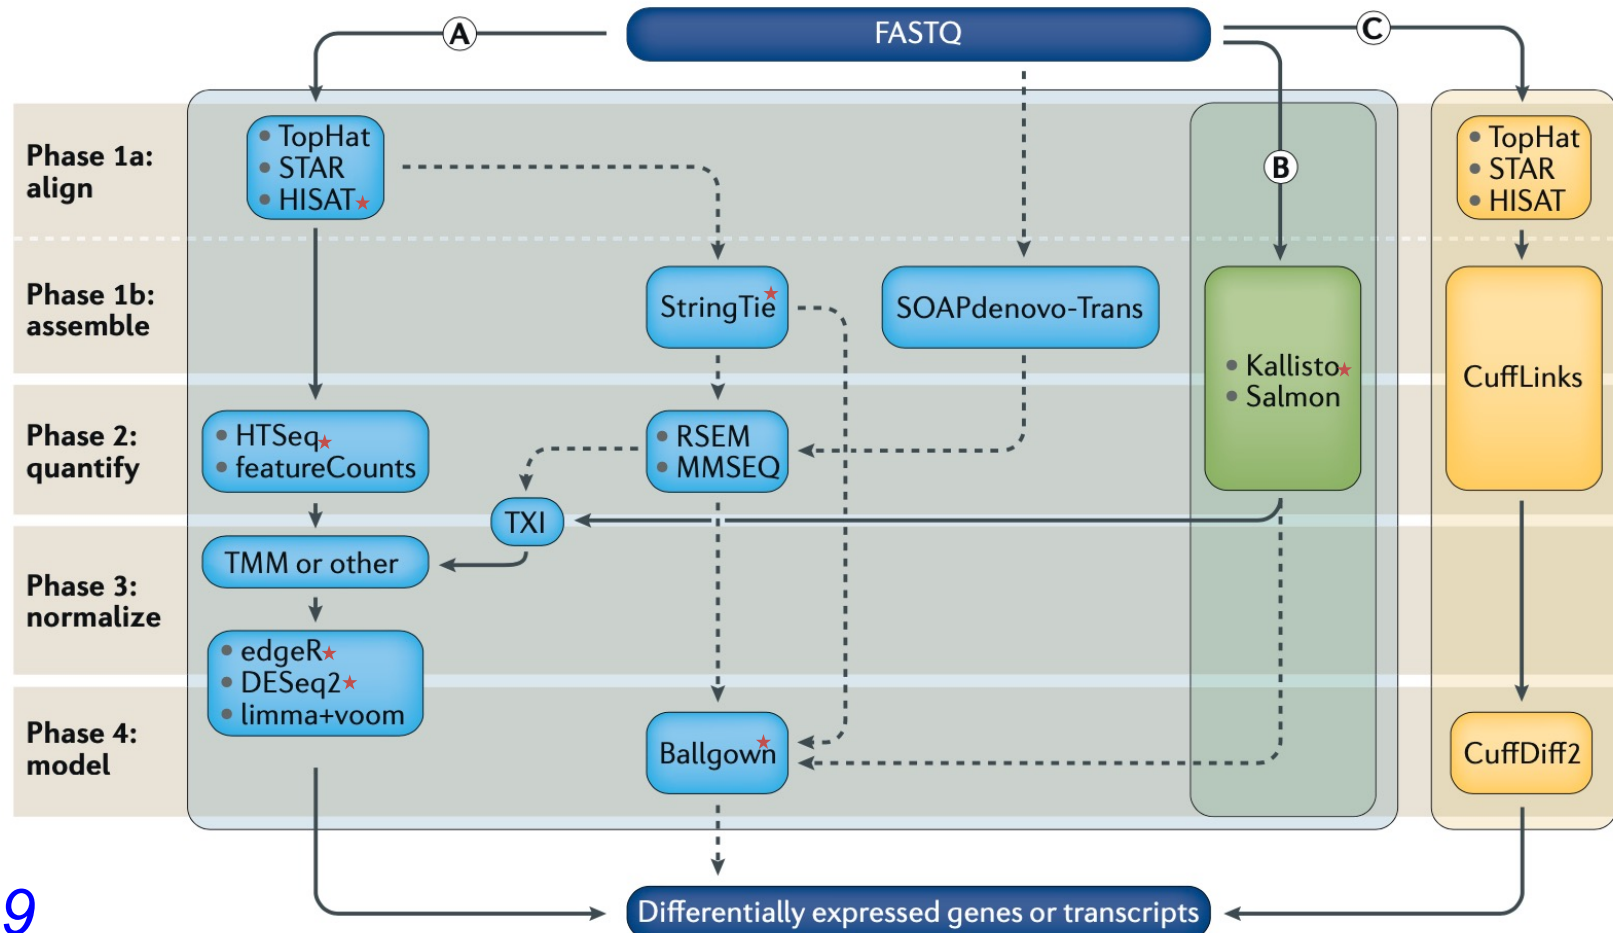 FASTQ
A
C
Phase 1a:
align
TopHat
STAR
HISAT
B
TopHat
STAR
HISAT
Phase 1b:
assemble
StringTie
SOAPdenovo-Trans
Kallisto
Salmon
CuffLinks
Phase 2:
quantify
HTSeq
featureCounts
RSEM
MMSEQ
TXI
Phase 3:
normalize
TMM or other
edgeR
DESeq2
limma+voom
Phase 4:
model
Ballgown
CuffDiff2
9
Differentially expressed genes or transcripts